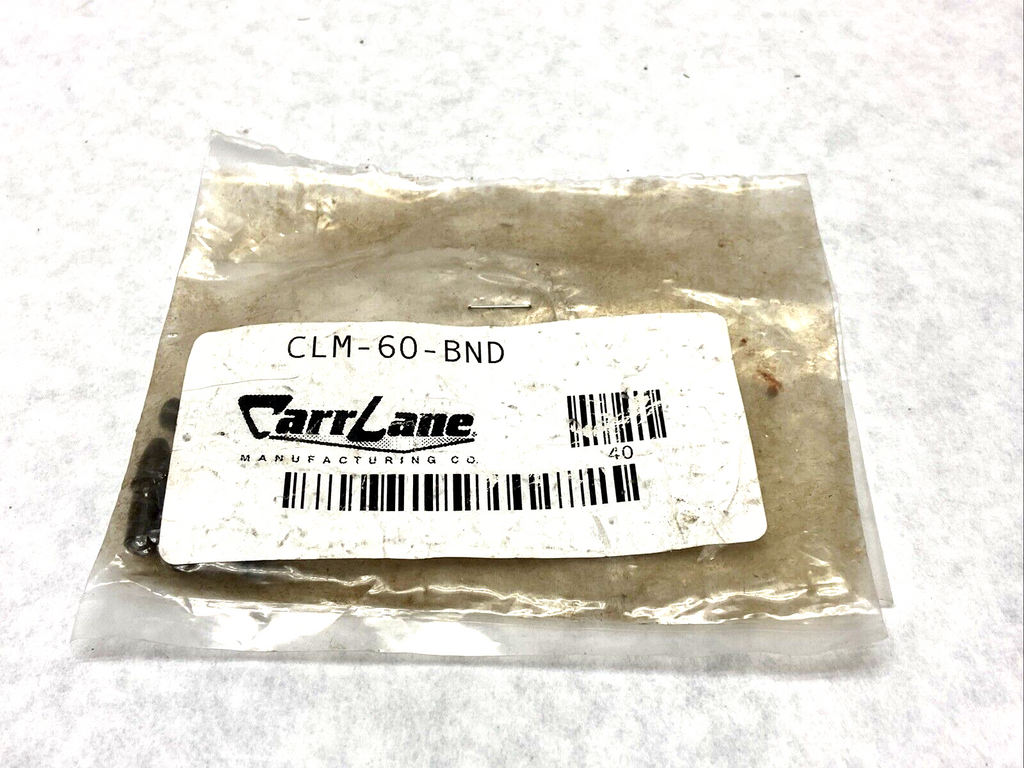 CLM-60-BND
CarrLane
MANUFACTURING CO.
40